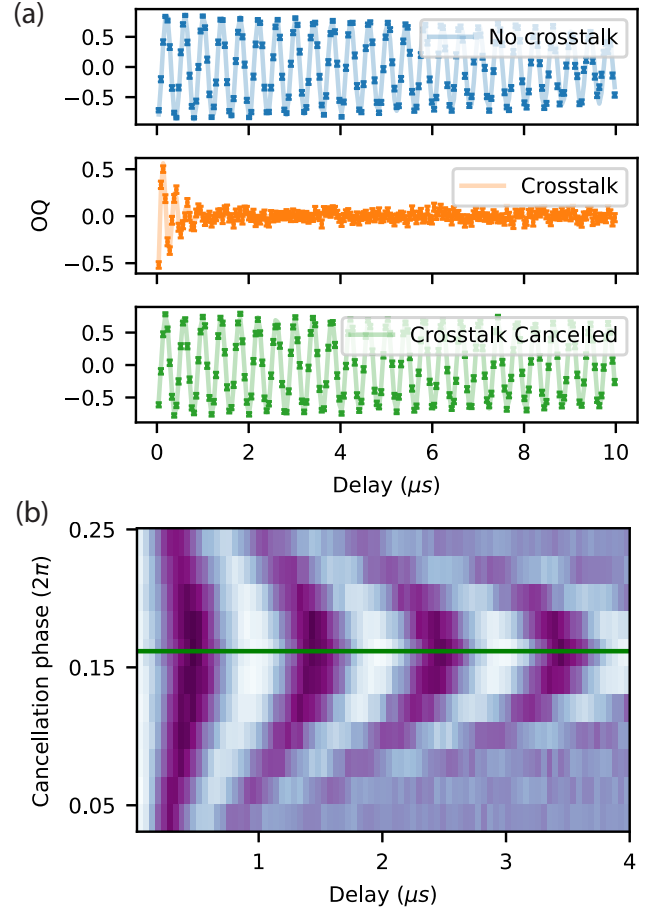 (a)
0.5
0.0
−0.5
No crosstalk
0.5
0.0
−0.5
OQ
Crosstalk
0.5
0.0
−0.5
Crosstalk Cancelled
0 2 4 6 8 10
Delay (μs)
(b)
0.25
0.15
0.05
Cancellation phase (2π)
1 2 3 4
Delay (μs)